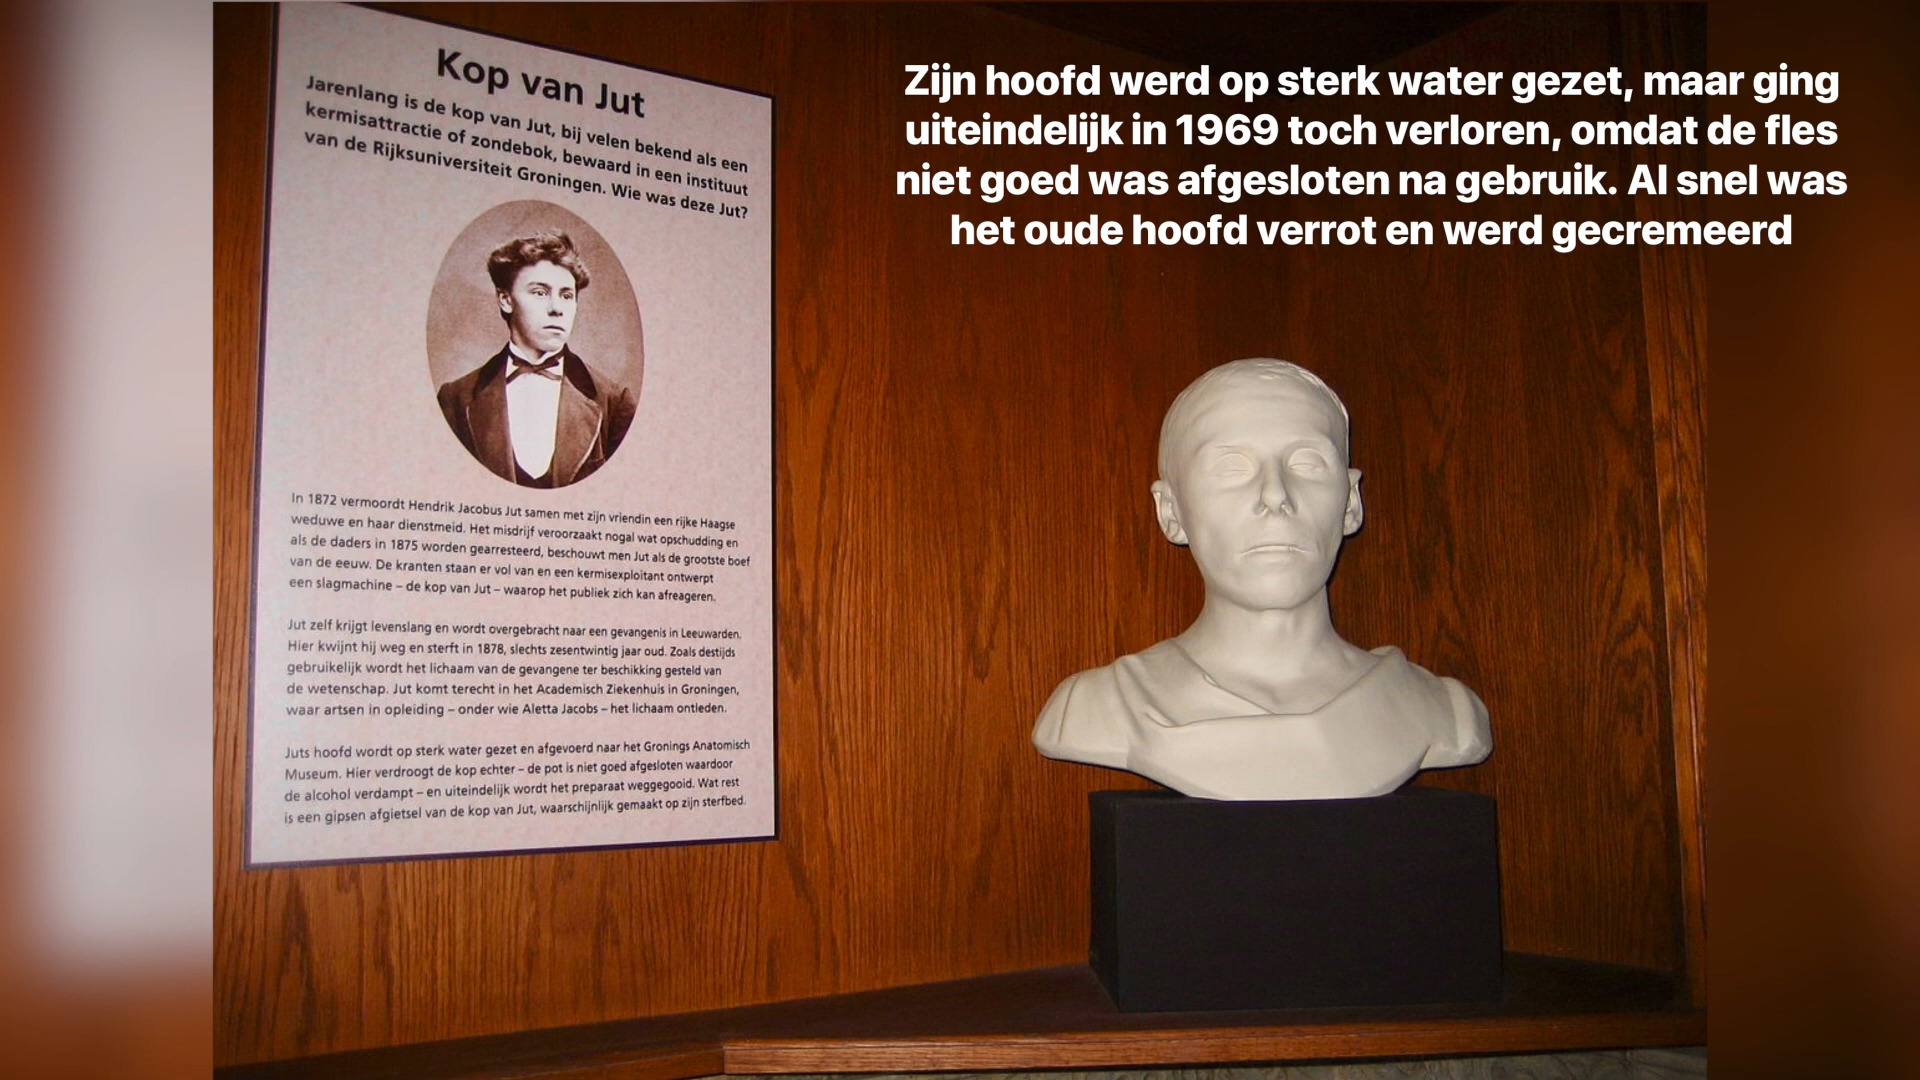 Kop van Jut
Jarenlang is de kop van Jut, bij velen bekend als een
kermisattractie of zondebok, bewaard in een instituut
van de Rijksuniversiteit Groningen. Wie was deze Jut?
In 1872 vermoordt Hendrik Jacobus Jut samen met zijn vriendin een rijke Haagse
weduwe en haar dienstmeid. Het misdrijf veroorzaakt nogal wat opschudding en
als de daders in 1875 worden gearresteerd, beschouwt men Jut als de grootste boef
van de eeuw. De kranten staan er vol van en een kermisexploitant ontwerpt
een slagmachine – de kop van Jut – waarop het publiek zich kan afreageren.
Jut zelf krijgt levenslang en wordt overgebracht naar een gevangenis in Leeuwarden.
Hier kwijnt hij weg en sterft in 1878, slechts zesentwintig jaar oud. Zoals destijds
gebruikelijk wordt het lichaam van de gevangene ter beschikking gesteld van
de wetenschap. Jut komt terecht in het Academisch Ziekenhuis in Groningen,
waar artsen in opleiding – onder wie Aletta Jacobs – het lichaam ontleden.
Juts hoofd wordt op sterk water gezet en afgevoerd naar het Gronings Anatomisch
Museum. Hier verdroogt de kop echter – de pot is niet goed afgesloten waardoor
de alcohol verdampt – en uiteindelijk wordt het preparaat weggegooid. Wat rest
is een gipsen afgietsel van de kop van Jut, waarschijnlijk gemaakt op zijn sterfbed.
Zijn hoofd werd op sterk water gezet, maar ging
uiteindelijk in 1969 toch verloren, omdat de fles
niet goed was afgesloten na gebruik. Al snel was
het oude hoofd verrot en werd gecremeerd